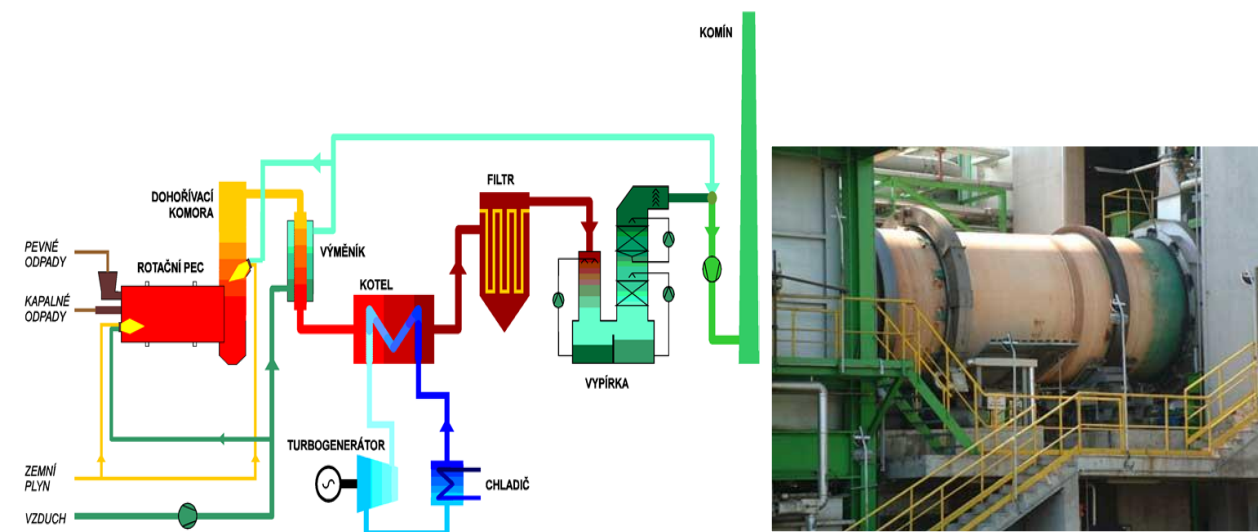 KOMÍN
DOHOŘÍVACÍ
KOMORA
FILTR
VÝMĚNÍK
PEVNÉ
ODPADY
ROTAČNÍ PEC
KOTEL
KAPALNÉ
ODPADY
VYPÍRKA
TURBOGENERÁTOR
CHLADIČ
ZEMNÍ
PLYN
VZDUCH